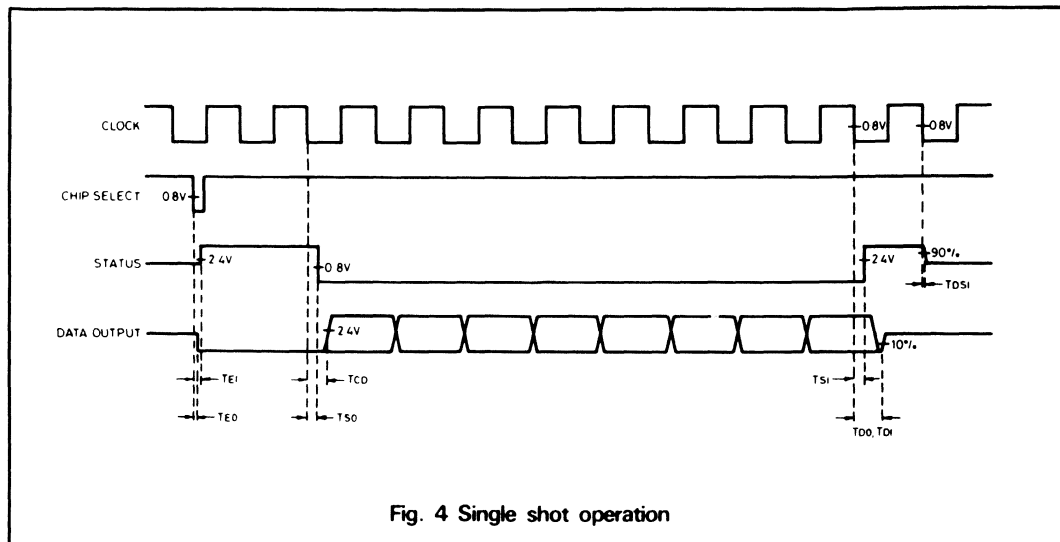 CLOCK
0.8V
0.8V
CHIP SELECT
0.8V
STATUS
2.4V
0.8V
2.4V
90%
TDSI
DATA OUTPUT
2.4V
10%
TEI
TCD
TSI
TEO
TSO
TDO, TDI
Fig. 4 Single shot operation